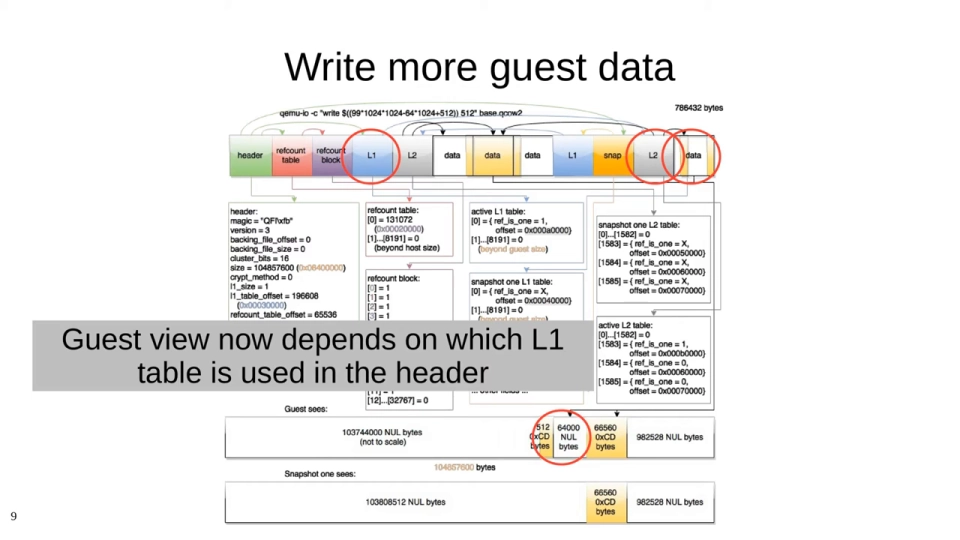 Write more guest data
786432 bytes
qemu-io -c "write $((99*1024*1024-64*1024+512)) 512" base.qcow2
header
refcount
table
refcount
block
L1
L2
data
data
data
L1
snap
L2
data
header:
magic = "QFI\xfb"
version = 3
backing_file_offset = 0
backing_file_size = 0
cluster_bits = 16
size = 104857600 (0x06400000)
crypt_method = 0
l1_size = 1
l1_table_offset = 196608
(0x00030000)
refcount_table_offset = 65536
refcount table:
[0] = 131072
(0x00020000)
[1]...[8191] = 0
(beyond host size)
refcount block:
[0] = 1
[1] = 1
[2] = 1
[3] = 1
[12]...[32767] = 0
active L1 table:
[0] = { ref_is_one = 1,
offset = 0x000a0000}
[1]...[8191] = 0
(beyond guest size)
snapshot one L1 table:
[0] = { ref_is_one = X,
offset = 0x00040000}
[1]...[8191] = 0
(beyond guest size)
... other fields ...
snapshot one L2 table:
[0]...[1582] = 0
[1583] = { ref_is_one = X,
offset = 0x00050000}
[1584] = { ref_is_one = X,
offset = 0x00060000}
[1585] = { ref_is_one = X,
offset = 0x00070000}
active L2 table:
[0]...[1582] = 0
[1583] = { ref_is_one = 1,
offset = 0x000b0000}
[1584] = { ref_is_one = 0,
offset = 0x00060000}
[1585] = { ref_is_one = 0,
offset = 0x00070000}
Guest view now depends on which L1
table is used in the header
Guest sees:
103744000 NUL bytes
(not to scale)
512
0xCD
bytes
64000
NUL
bytes
66560
0xCD
bytes
982528 NUL bytes
104857600 bytes
Snapshot one sees:
103808512 NUL bytes
66560
0xCD
bytes
982528 NUL bytes
9